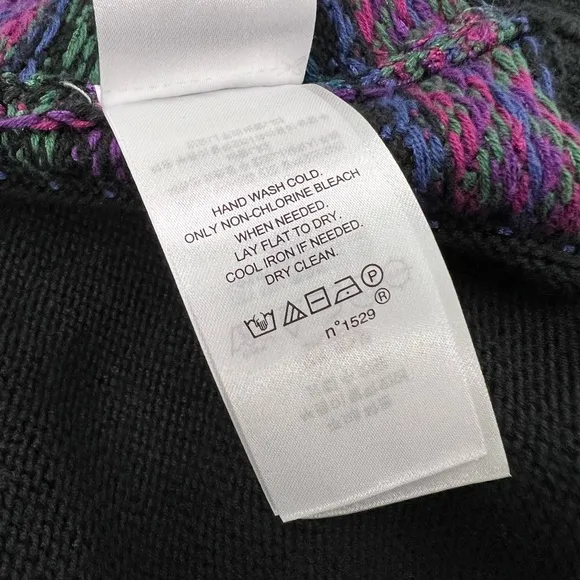 HAND WASH COLD.
ONLY NON-CHLORINE BLEACH
WHEN NEEDED.
LAY FLAT TO DRY.
COOL IRON IF NEEDED.
DRY CLEAN.
P
®
n°1529